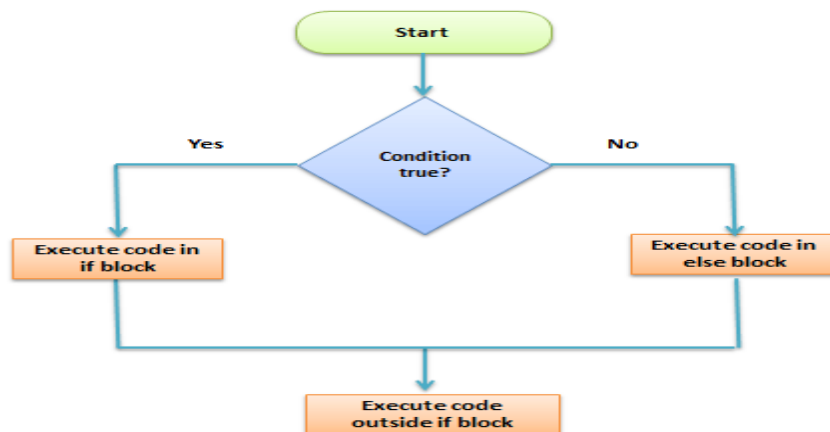 Start
Yes
No
Condition
true?
Execute code in
if block
Execute code in
else block
Execute code
outside if block